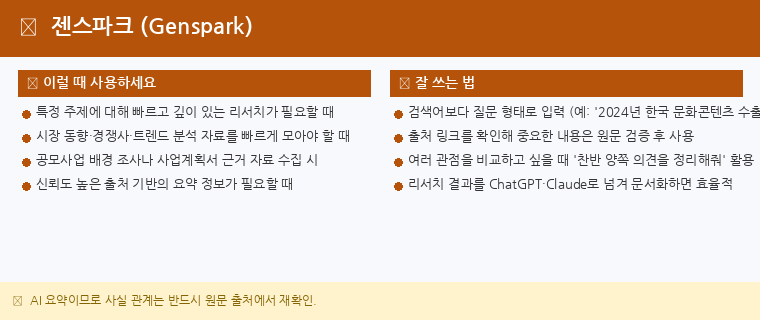 젠스파크 (Genspark)
이럴 때 사용하세요
특정 주제에 대해 빠르고 깊이 있는 리서치가 필요할 때
시장 동향·경쟁사·트렌드 분석 자료를 빠르게 모아야 할 때
공모사업 배경 조사나 사업계획서 근거 자료 수집 시
신뢰도 높은 출처 기반의 요약 정보가 필요할 때
잘 쓰는 법
검색어보다 질문 형태로 입력 (예: '2024년 한국 문화콘텐츠 수출
출처 링크를 확인해 중요한 내용은 원문 검증 후 사용
여러 관점을 비교하고 싶을 때 '찬반 양쪽 의견을 정리해줘' 활용
리서치 결과를 ChatGPT·Claude로 넘겨 문서화하면 효율적
AI 요약이므로 사실 관계는 반드시 원문 출처에서 재확인.